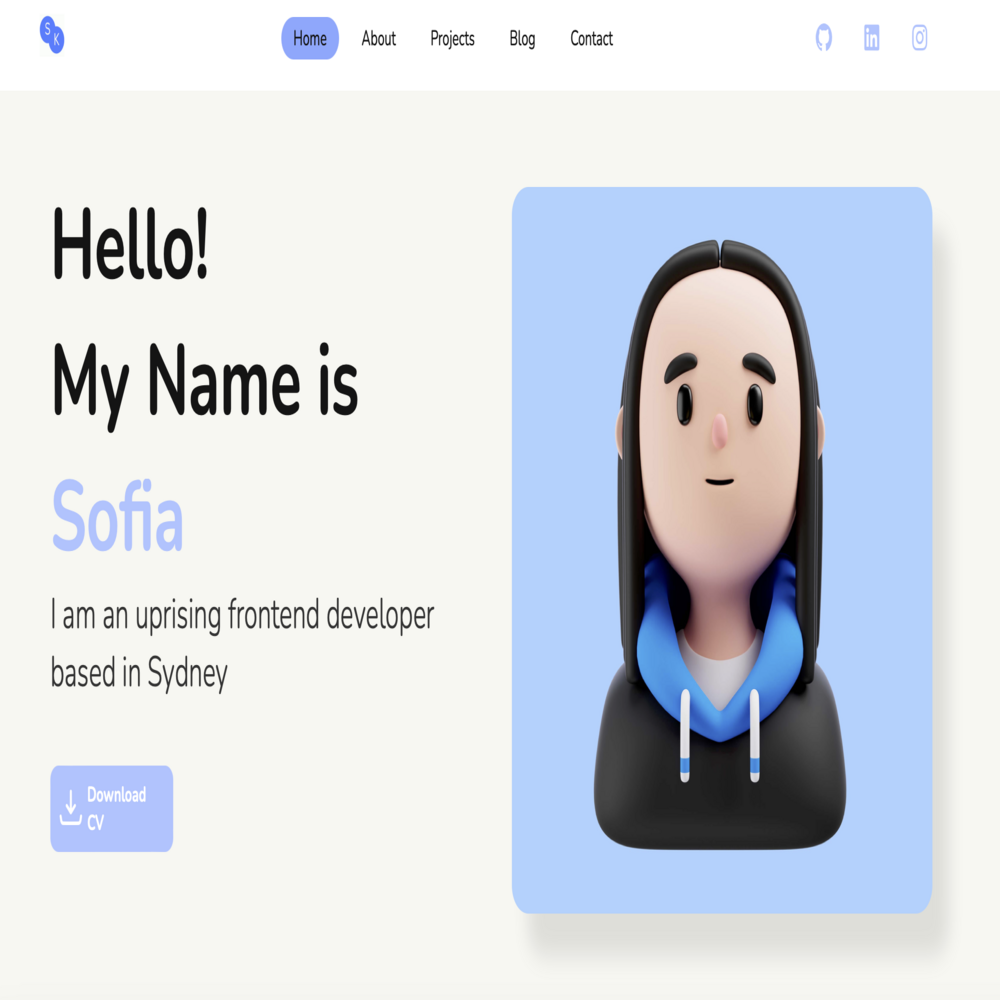 S
K
Home
About
Projects
Blog
Contact
in
Hello!
My Name is
Sofia
I am an uprising frontend developer
based in Sydney
Download
CV